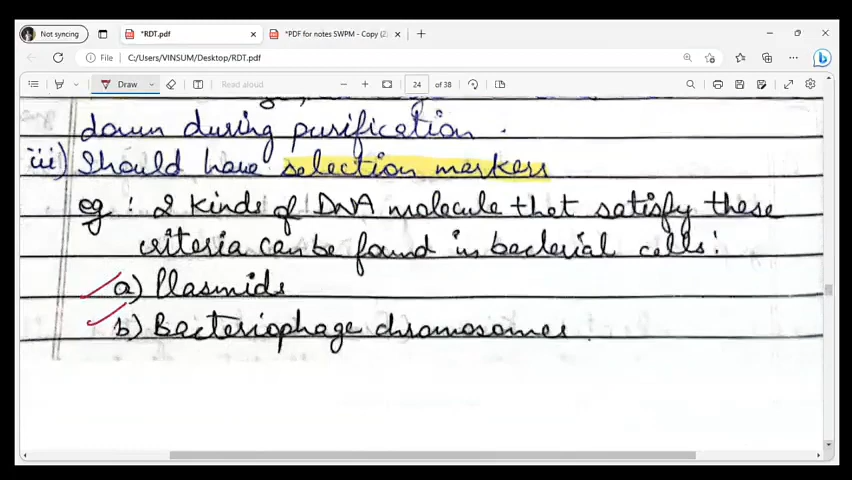 Not syncing
*RDT.pdf
*PDF for notes SWPM - Copy (2
File
C:/Users/VINSUM/Desktop/RDT.pdf
Draw
Read aloud
24 of 38
down during purification.
iii) Should have selection markers
eg : 2 kinds of DNA molecule that satisfy these
criteria can be found in bacterial cells:
a) Plasmids
b) Bacteriophage chromosomes